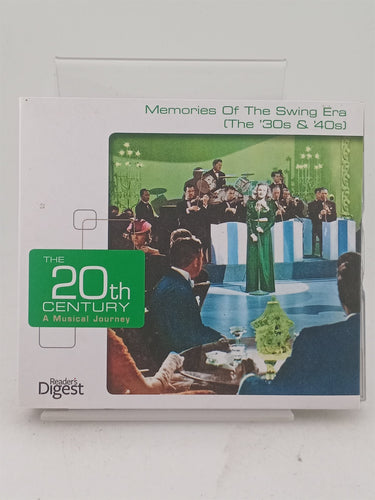 Memories Of The Swing Era
(The '30s & '40s)
THE
20th
CENTURY
A Musical Journey
Reader's
Digest